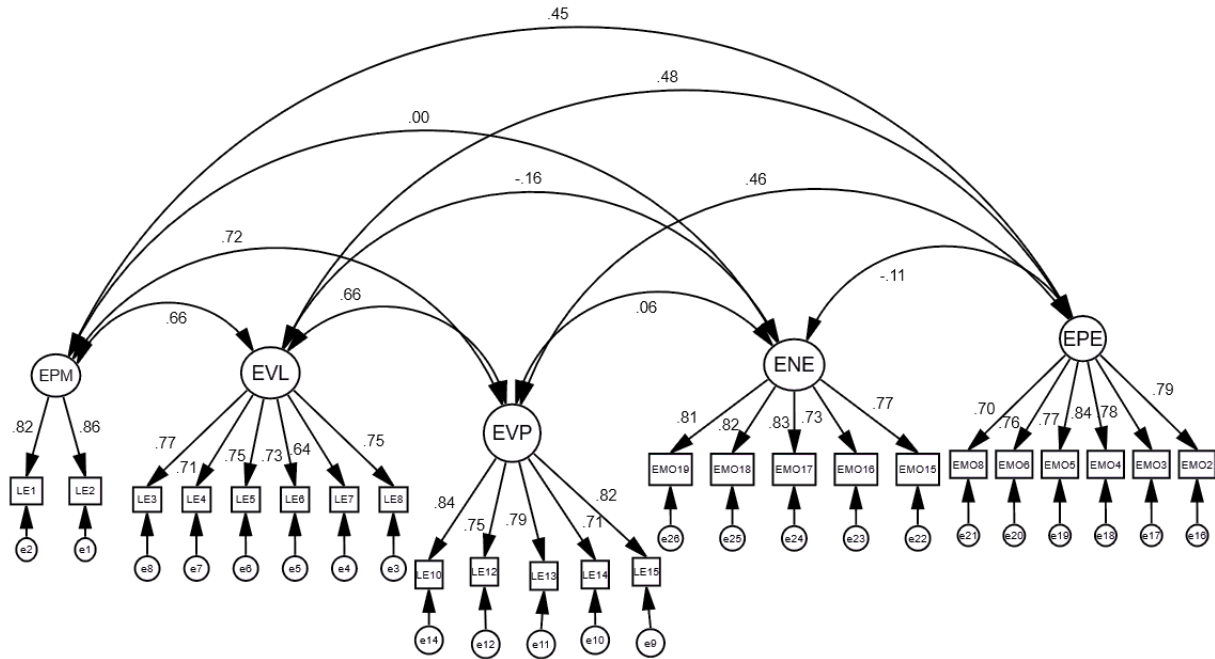 .45
.48
.00
-.16
.46
.72
.66
.66
.06
-.11
EPM
EVL
EVP
ENE
EPE
.82
.86
.77
.71
.75
.73
.64
.75
.84
.75
.79
.71
.82
.81
.82
.83
.73
.77
.70
.76
.77
.84
.78
.79
LE1
LE2
LE3
LE4
LE5
LE6
LE7
LE8
LE10
LE12
LE13
LE14
LE15
EMO19
EMO18
EMO17
EMO16
EMO15
EMO8
EMO6
EMO5
EMO4
EMO3
EMO2
e2
e1
e8
e7
e6
e5
e4
e3
e14
e12
e11
e10
e9
e26
e25
e24
e23
e22
e21
e20
e19
e18
e17
e16